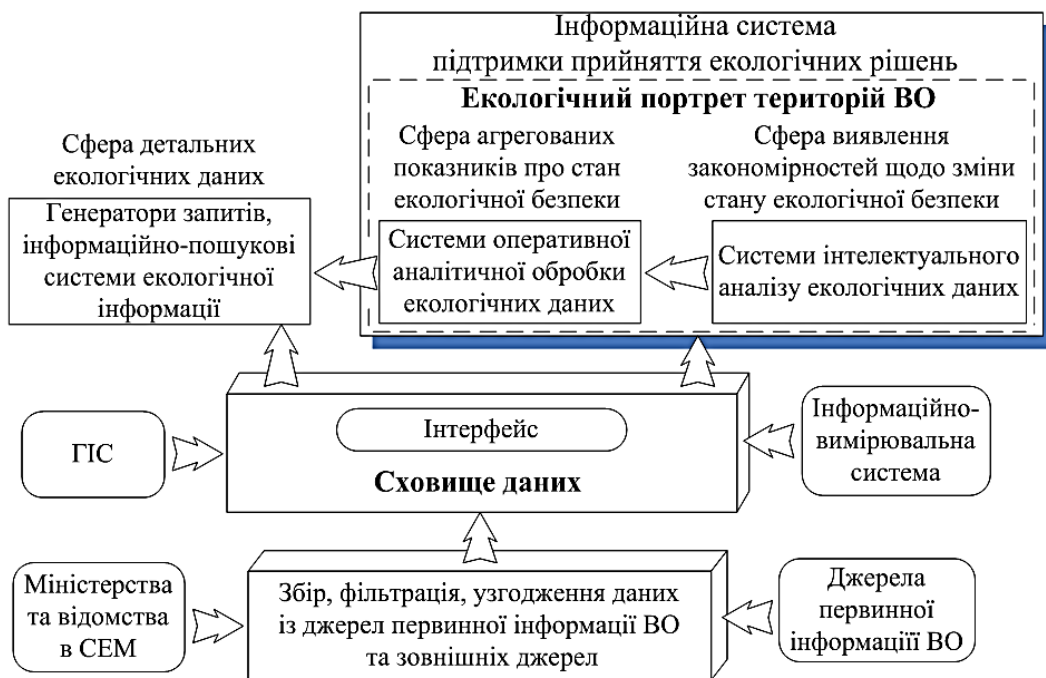 Інформаційна система
підтримки прийняття екологічних рішень
Екологічний портрет територій ВО
Сфера детальних
екологічних даних
Сфера агрегованих
показників про стан
екологічної безпеки
Сфера виявлення
закономірностей щодо зміни
стану екологічної безпеки
Генератори запитів,
інформаційно-пошукові
системи екологічної
інформації
Системи оперативної
аналітичної обробки
екологічних даних
Системи інтелектуального
аналізу екологічних даних
ГІС
Інтерфейс
Сховище даних
Інформаційно-
вимірювальна
система
Міністерства
та відомства
в СЕМ
Збір, фільтрація, узгодження даних
із джерел первинної інформації ВО
та зовнішніх джерел
Джерела
первинної
інформаціїї ВО